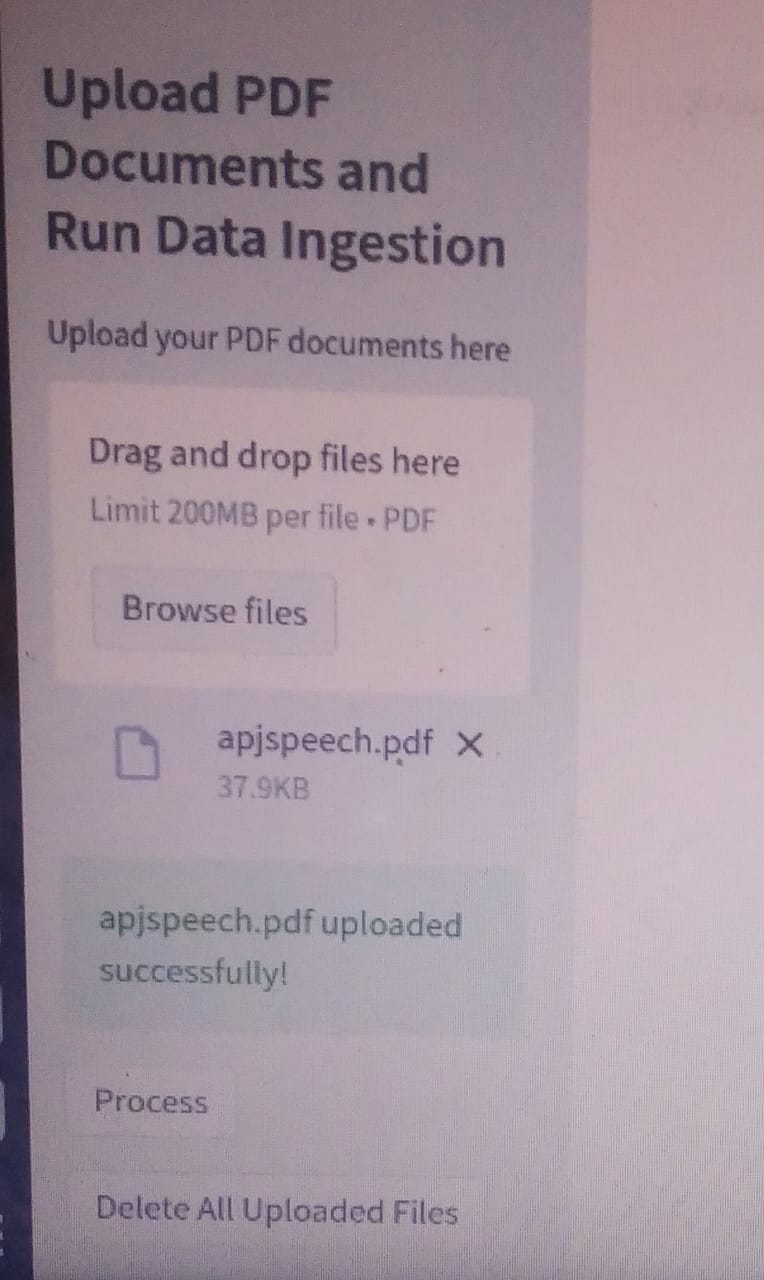 Upload PDF
Documents and
Run Data Ingestion
Upload your PDF documents here
Drag and drop files here
Limit 200MB per file • PDF
Browse files
apjspeech.pdf
37.9KB
apjspeech.pdf uploaded
successfully!
Process
Delete All Uploaded Files